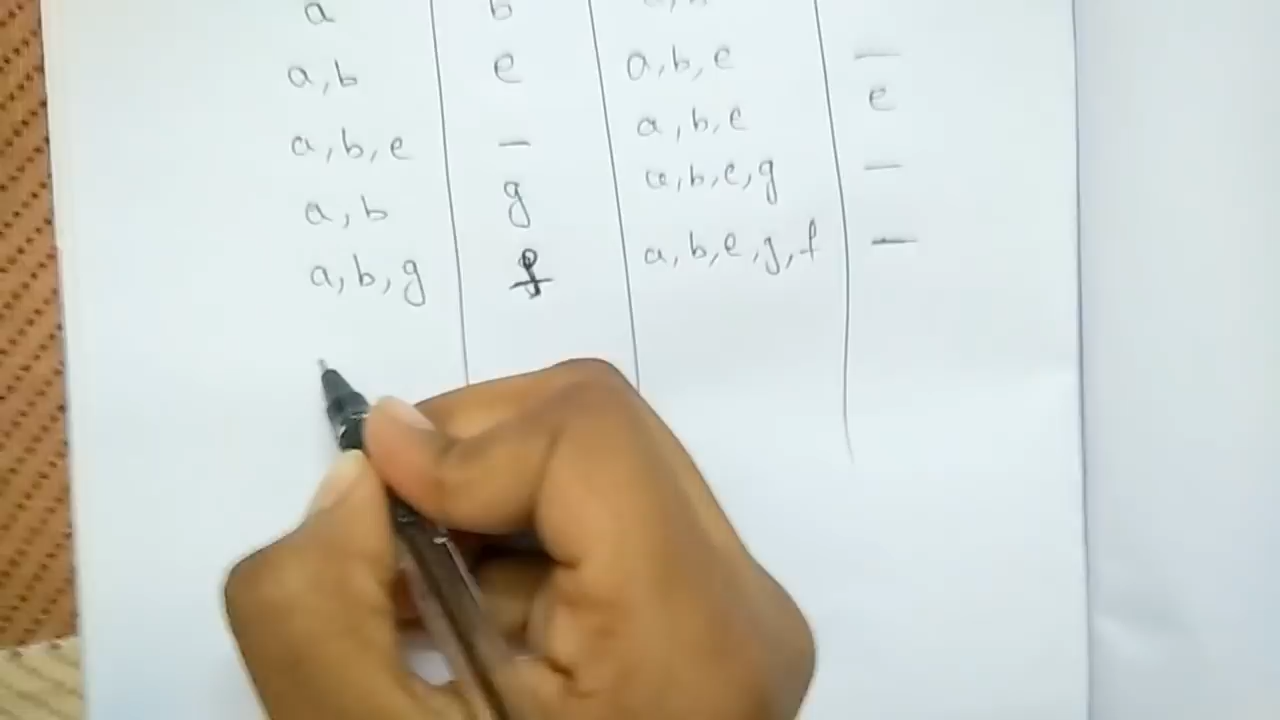 a b
a,b e a,b,e —
a,b,e — a,b,e e
a,b g a,b,e,g —
a,b,g f a,b,e,g,f —